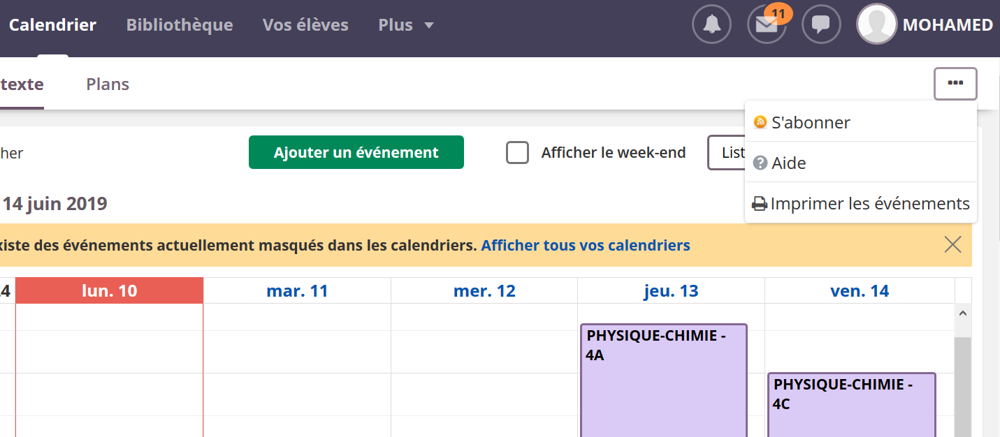 Calendrier Bibliothèque Vos élèves Plus 11 MOHAMED
texte Plans
S'abonner
her Ajouter un événement Afficher le week-end List
Aide
14 juin 2019
Imprimer les événements
xiste des événements actuellement masqués dans les calendriers. Afficher tous vos calendriers
24 lun. 10 mar. 11 mer. 12 jeu. 13 ven. 14
PHYSIQUE-CHIMIE -
4A
PHYSIQUE-CHIMIE -
4C